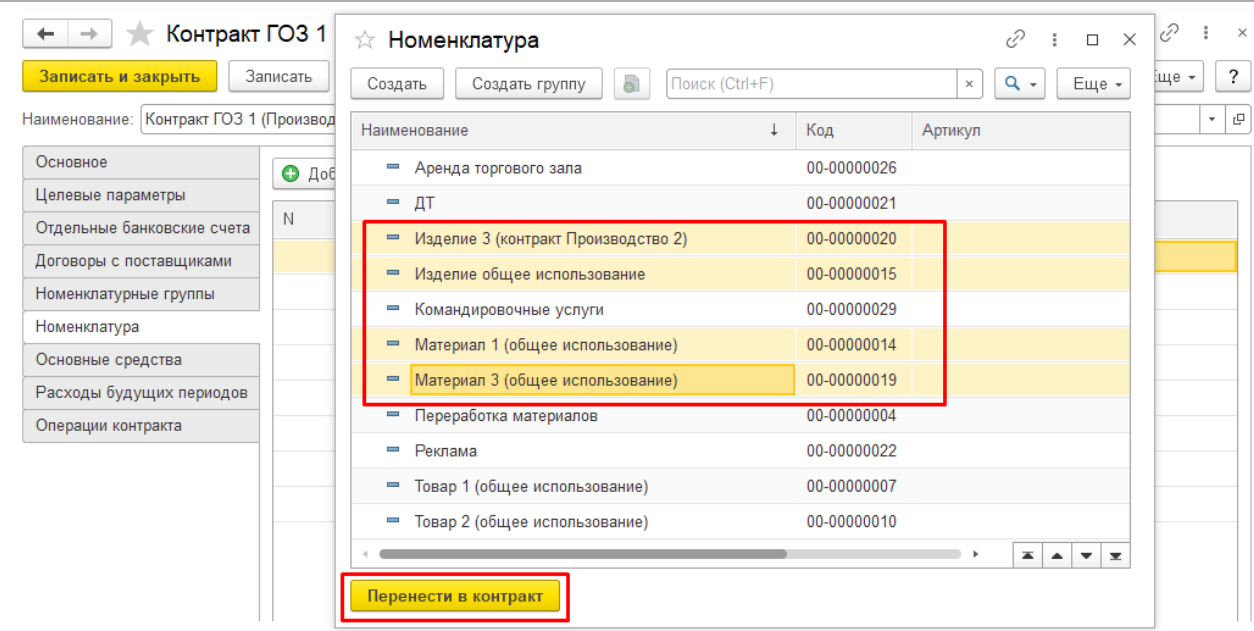 Контракт ГОЗ 1
Записать и закрыть
Записать
Еще
?
Наименование:
Контракт ГОЗ 1 (Производ
Основное
Целевые параметры
Отдельные банковские счета
Договоры с поставщиками
Номенклатурные группы
Номенклатура
Основные средства
Расходы будущих периодов
Операции контракта
Доб
N
Номенклатура
Создать
Создать группу
Поиск (Ctrl+F)
Еще
Наименование Код Артикул
Аренда торгового зала 00-00000026
ДТ 00-00000021
Изделие 3 (контракт Производство 2) 00-00000020
Изделие общее использование 00-00000015
Командировочные услуги 00-00000029
Материал 1 (общее использование) 00-00000014
Материал 3 (общее использование) 00-00000019
Переработка материалов 00-00000004
Реклама 00-00000022
Товар 1 (общее использование) 00-00000007
Товар 2 (общее использование) 00-00000010
Перенести в контракт